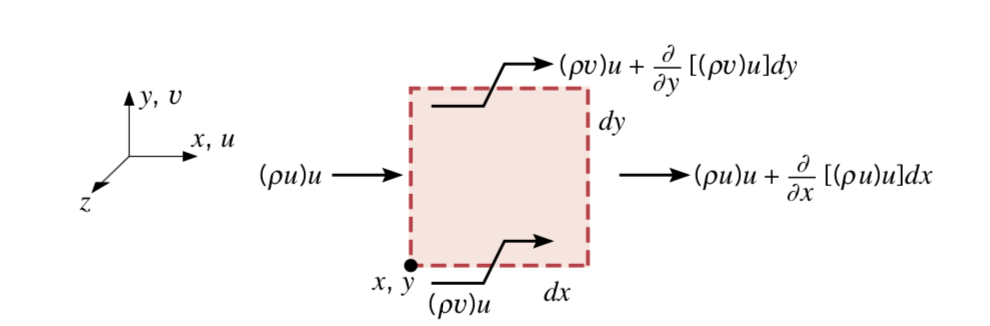 (ρv)u + ∂/∂y [(ρv)u]dy
y, v
dy
x, u
(ρu)u
(ρu)u + ∂/∂x [(ρu)u]dx
z
x, y
(ρv)u
dx